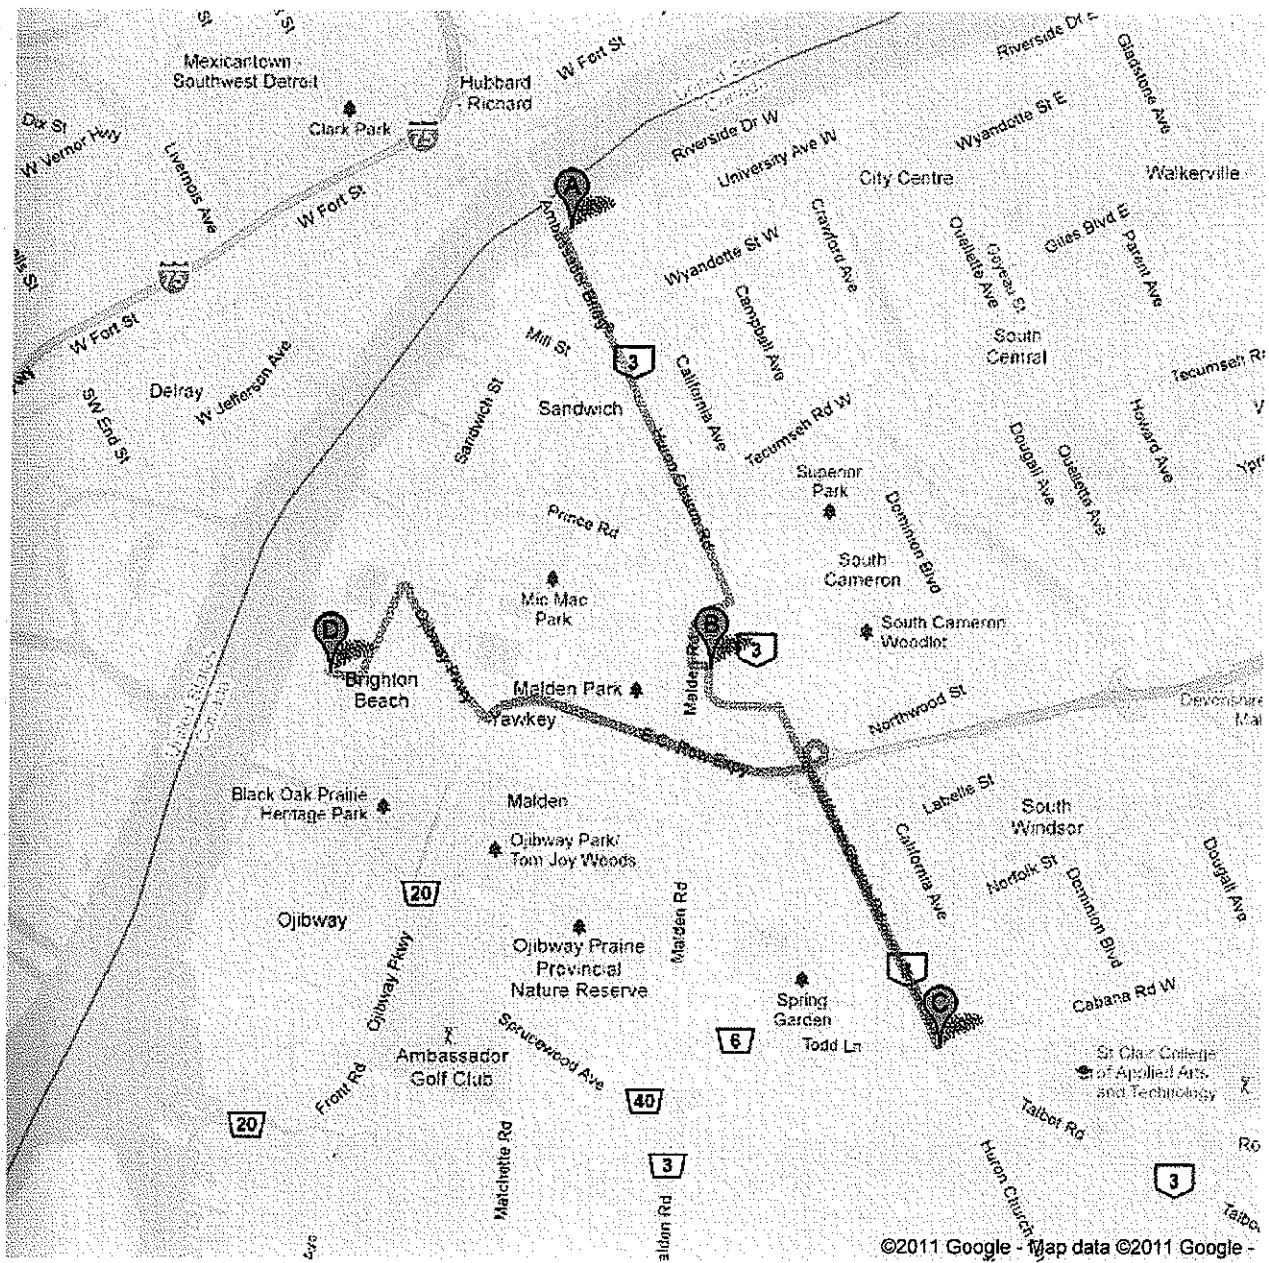 Riverside Dr E
Gladstone Ave
Mexicantown -
Southwest Detroit
W Fort St
Hubbard
- Richard
Clark Park
75
Dix St
W Vernor Hwy
Livernois Ave
W Fort St
Riverside Dr W
University Ave W
Wyandotte St E
City Centre
Walkerville
A
Ambassador Bridge
Crawford Ave
Ouellette Ave
Goyeau St
Giles Blvd E
Parent Ave
Wyandotte St W
75
W Fort St
Campbell Ave
Mill St
3
South
Central
Tecumseh R
Delray
W Jefferson Ave
SW End St
Sandwich St
Sandwich
California Ave
Huron Church Rd
Tecumseh Rd W
Dougall Ave
Ouellette Ave
Howard Ave
Superior
Park
Prince Rd
Dominion Blvd
South
Cameron
Mic Mac
Park
D
B
3
South Cameron
Woodlot
Ojibway Pkwy
Malden Rd
Brighton
Beach
Malden Park
Yawkey
E C Row Expy
Northwood St
Devonshire
Mal
Black Oak Prairie
Heritage Park
Malden
Ojibway Park/
Tom Joy Woods
Huron Church Rd
Labelle St
South
Windsor
California Ave
Norfolk St
Dominion Blvd
Dougall Ave
20
Ojibway
Malden Rd
Ojibway Prairie
Provincial
Nature Reserve
Ojibway Pkwy
C
Spring
Garden
Cabana Rd W
6
Todd Ln
Ambassador
Golf Club
Sprucewood Ave
St Clair College
of Applied Arts
and Technology
Front Rd
20
40
Talbot Rd
Matchette Rd
3
Huron Church
3
©2011 Google - Map data ©2011 Google -